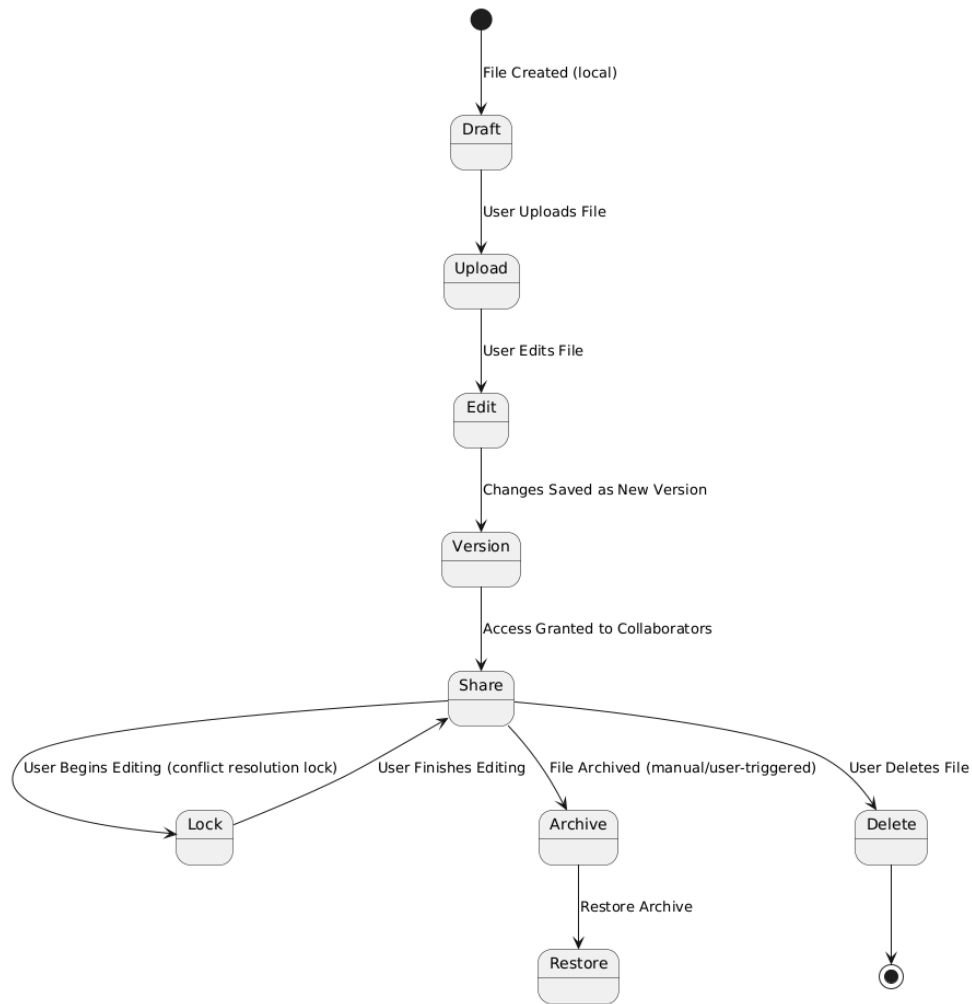 File Created (local)
Draft
User Uploads File
Upload
User Edits File
Edit
Changes Saved as New Version
Version
Access Granted to Collaborators
Share
User Begins Editing (conflict resolution lock)
User Finishes Editing
File Archived (manual/user-triggered)
User Deletes File
Lock
Archive
Delete
Restore Archive
Restore